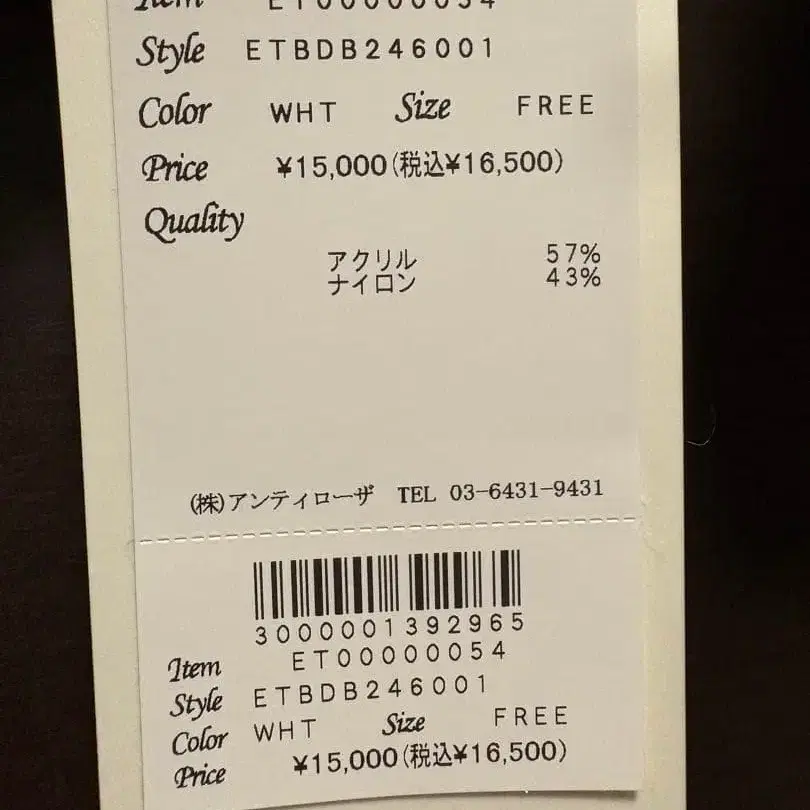 Item ET00000054
Style ETBDB246001
Color WHT Size FREE
Price ¥15,000(税込¥16,500)
Quality
アクリル 57%
ナイロン 43%
(株)アンティローザ TEL 03-6431-9431
3000001392965
Item ET00000054
Style ETBDB246001
Color WHT Size FREE
Price ¥15,000(税込¥16,500)